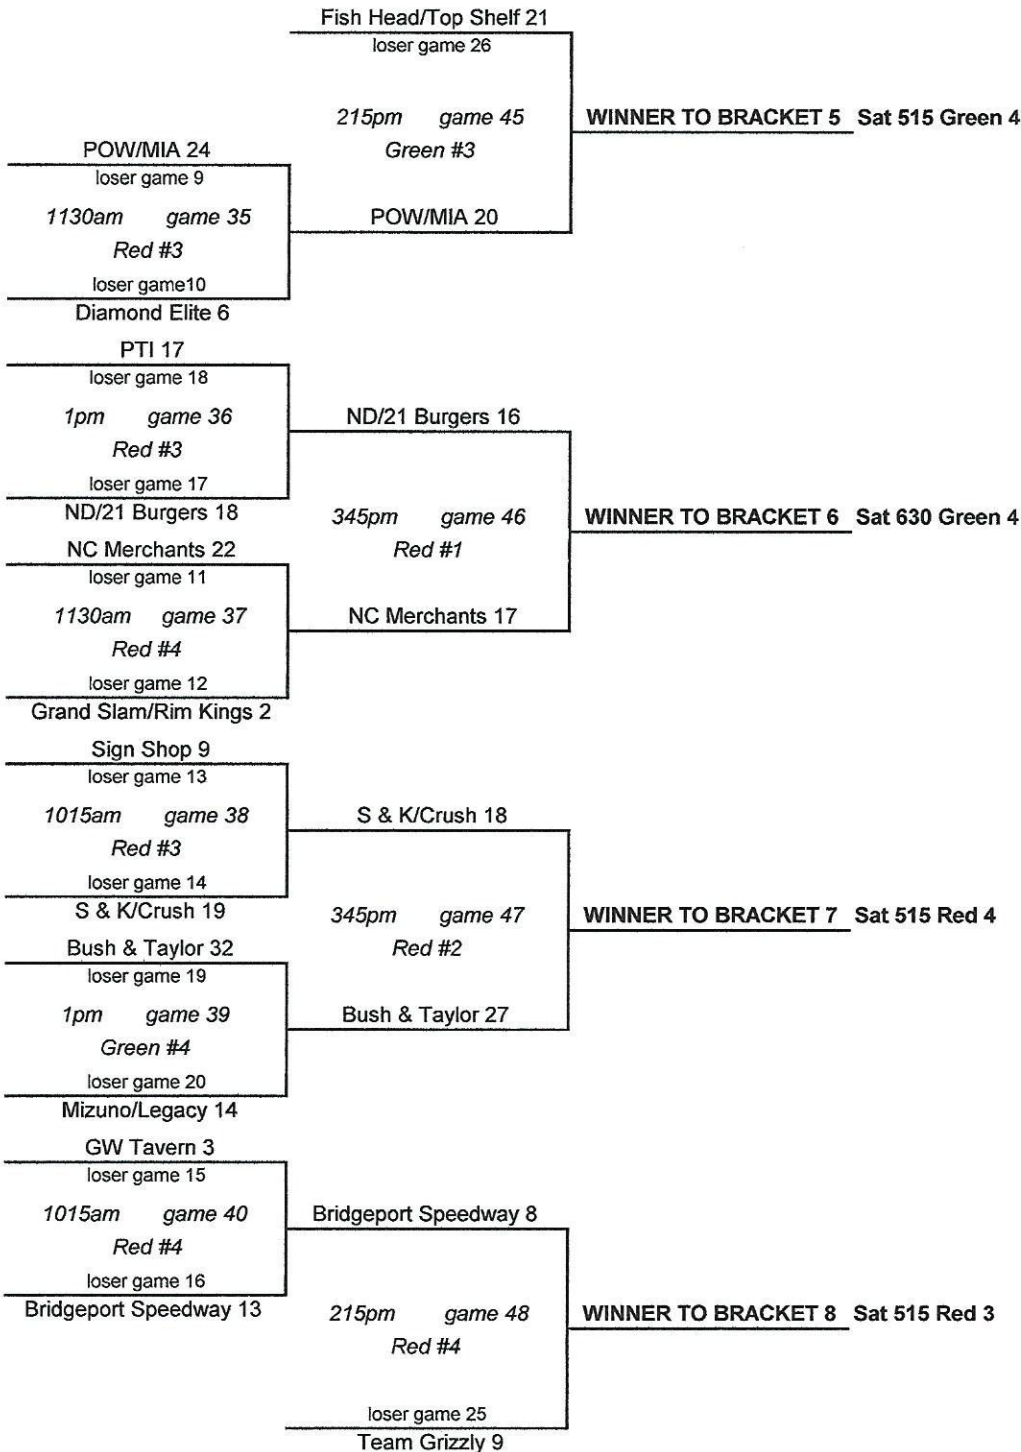 Fish Head/Top Shelf 21
loser game 26
215pm game 45
Green #3
WINNER TO BRACKET 5 Sat 515 Green 4
POW/MIA 24
loser game 9
1130am game 35
Red #3
loser game10
Diamond Elite 6
POW/MIA 20
PTI 17
loser game 18
1pm game 36
Red #3
loser game 17
ND/21 Burgers 18
ND/21 Burgers 16
345pm game 46
Red #1
WINNER TO BRACKET 6 Sat 630 Green 4
NC Merchants 22
loser game 11
1130am game 37
Red #4
loser game 12
Grand Slam/Rim Kings 2
NC Merchants 17
Sign Shop 9
loser game 13
1015am game 38
Red #3
loser game 14
S & K/Crush 19
S & K/Crush 18
345pm game 47
Red #2
WINNER TO BRACKET 7 Sat 515 Red 4
Bush & Taylor 32
loser game 19
1pm game 39
Green #4
loser game 20
Mizuno/Legacy 14
Bush & Taylor 27
GW Tavern 3
loser game 15
1015am game 40
Red #4
loser game 16
Bridgeport Speedway 13
Bridgeport Speedway 8
215pm game 48
Red #4
WINNER TO BRACKET 8 Sat 515 Red 3
loser game 25
Team Grizzly 9